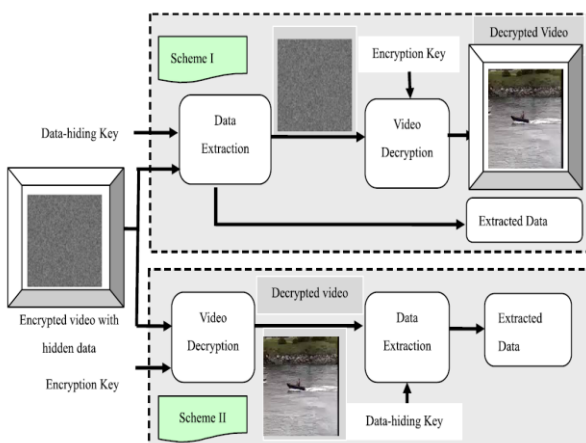 Decrypted Video
Scheme I
Encryption Key
Data
Extraction
Video
Decryption
Data-hiding Key
Extracted Data
Encrypted video with
hidden data
Encryption Key
Decrypted video
Video
Decryption
Data
Extraction
Extracted
Data
Scheme II
Data-hiding Key